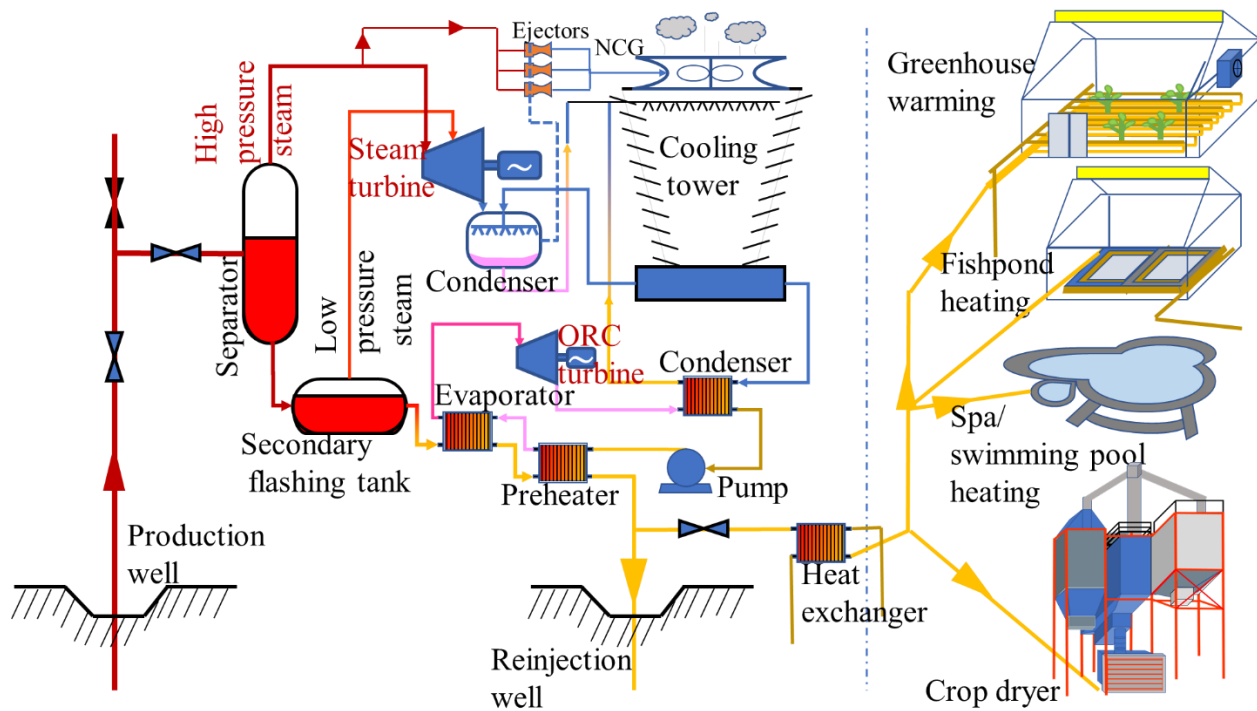 Ejectors
NCG
High
pressure
steam
Steam
turbine
Cooling
tower
Greenhouse
warming
Separator
Condenser
Low
pressure
steam
Fishpond
heating
ORC
turbine
Condenser
Evaporator
Secondary
flashing tank
Preheater
Pump
Spa/
swimming pool
heating
Production
well
Heat
exchanger
Reinjection
well
Crop dryer